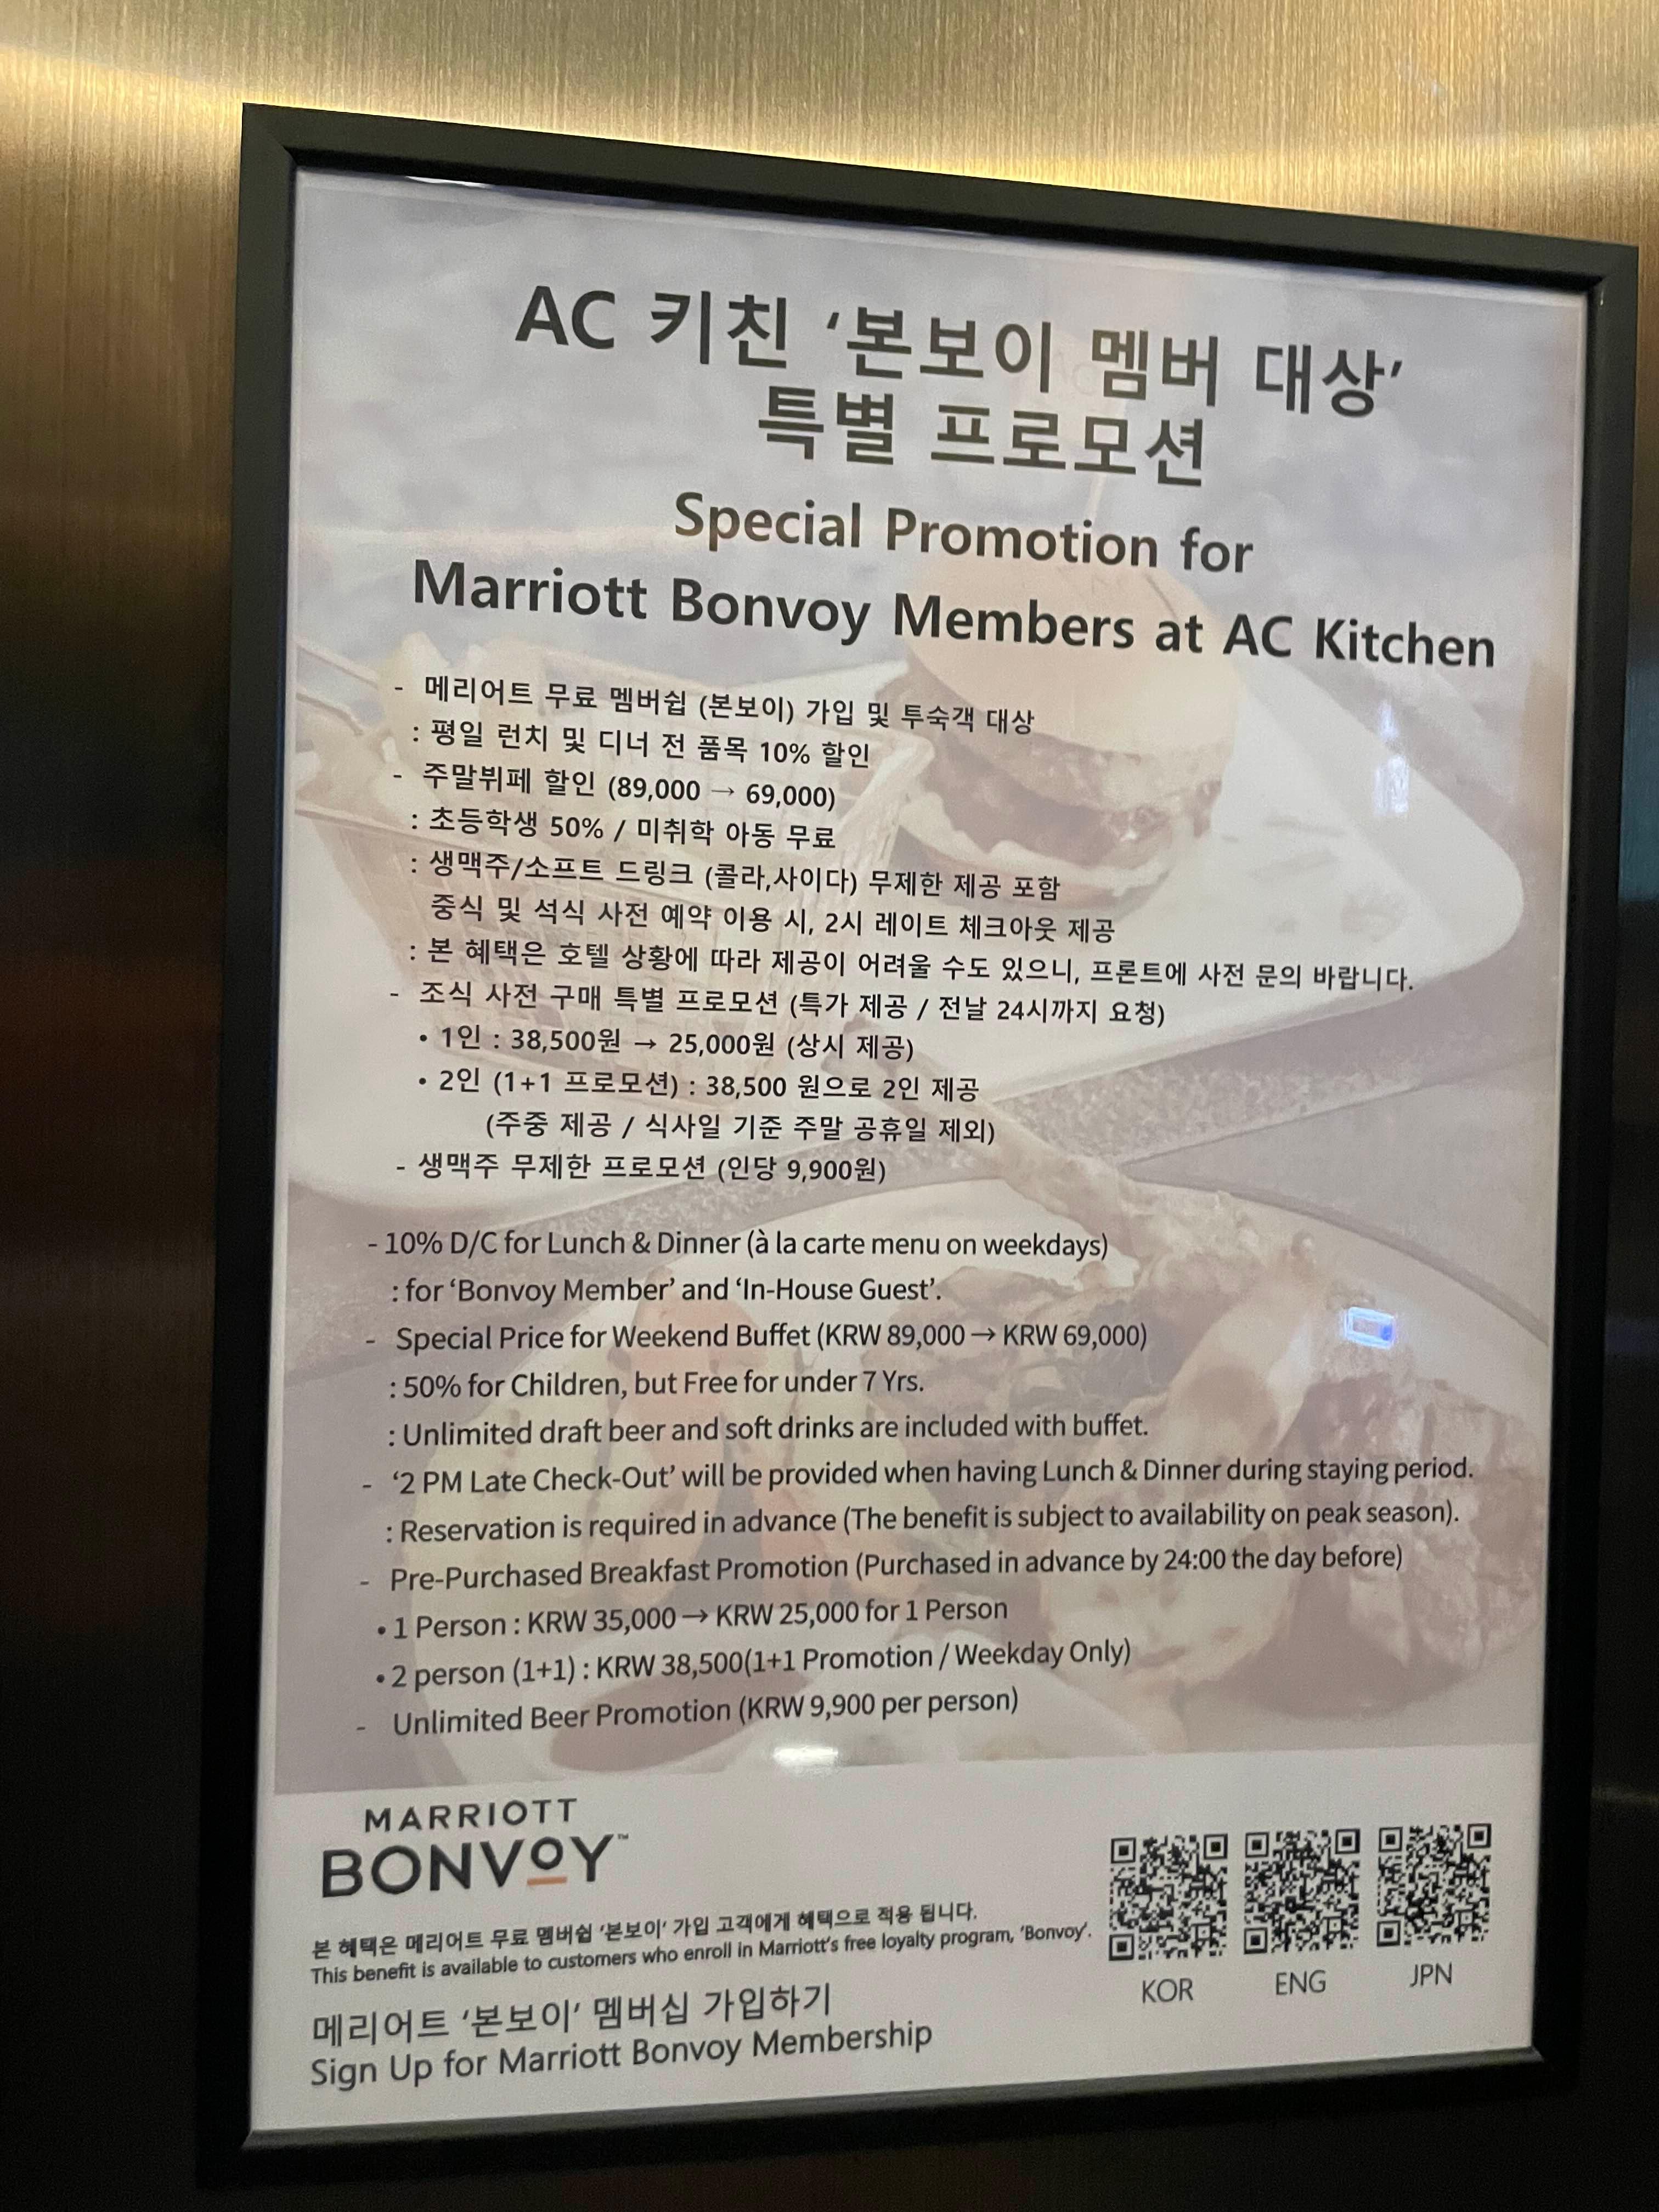 AC 키친 ‘본보이 멤버 대상’
특별 프로모션
Special Promotion for
Marriott Bonvoy Members at AC Kitchen
- 메리어트 무료 멤버쉽 (본보이) 가입 및 투숙객 대상
: 평일 런치 및 디너 전 품목 10% 할인
- 주말뷔페 할인 (89,000 → 69,000)
: 초등학생 50% / 미취학 아동 무료
: 생맥주/소프트 드링크 (콜라,사이다) 무제한 제공 포함
중식 및 석식 사전 예약 이용 시, 2시 레이트 체크아웃 제공
: 본 혜택은 호텔 상황에 따라 제공이 어려울 수도 있으니, 프론트에 사전 문의 바랍니다.
- 조식 사전 구매 특별 프로모션 (특가 제공 / 전날 24시까지 요청)
• 1인 : 38,500원 → 25,000원 (상시 제공)
• 2인 (1+1 프로모션) : 38,500 원으로 2인 제공
(주중 제공 / 식사일 기준 주말 공휴일 제외)
- 생맥주 무제한 프로모션 (인당 9,900원)
- 10% D/C for Lunch & Dinner (à la carte menu on weekdays)
: for ‘Bonvoy Member’ and ‘In-House Guest’.
- Special Price for Weekend Buffet (KRW 89,000 → KRW 69,000)
: 50% for Children, but Free for under 7 Yrs.
: Unlimited draft beer and soft drinks are included with buffet.
- ‘2 PM Late Check-Out’ will be provided when having Lunch & Dinner during staying period.
: Reservation is required in advance (The benefit is subject to availability on peak season).
- Pre-Purchased Breakfast Promotion (Purchased in advance by 24:00 the day before)
• 1 Person : KRW 35,000 → KRW 25,000 for 1 Person
• 2 person (1+1) : KRW 38,500(1+1 Promotion / Weekday Only)
- Unlimited Beer Promotion (KRW 9,900 per person)
MARRIOTT
BONVOY™
본 혜택은 메리어트 무료 멤버쉽 ‘본보이’ 가입 고객에게 혜택으로 적용 됩니다.
This benefit is available to customers who enroll in Marriott’s free loyalty program, ‘Bonvoy’.
메리어트 ‘본보이’ 멤버십 가입하기
Sign Up for Marriott Bonvoy Membership
KOR
ENG
JPN